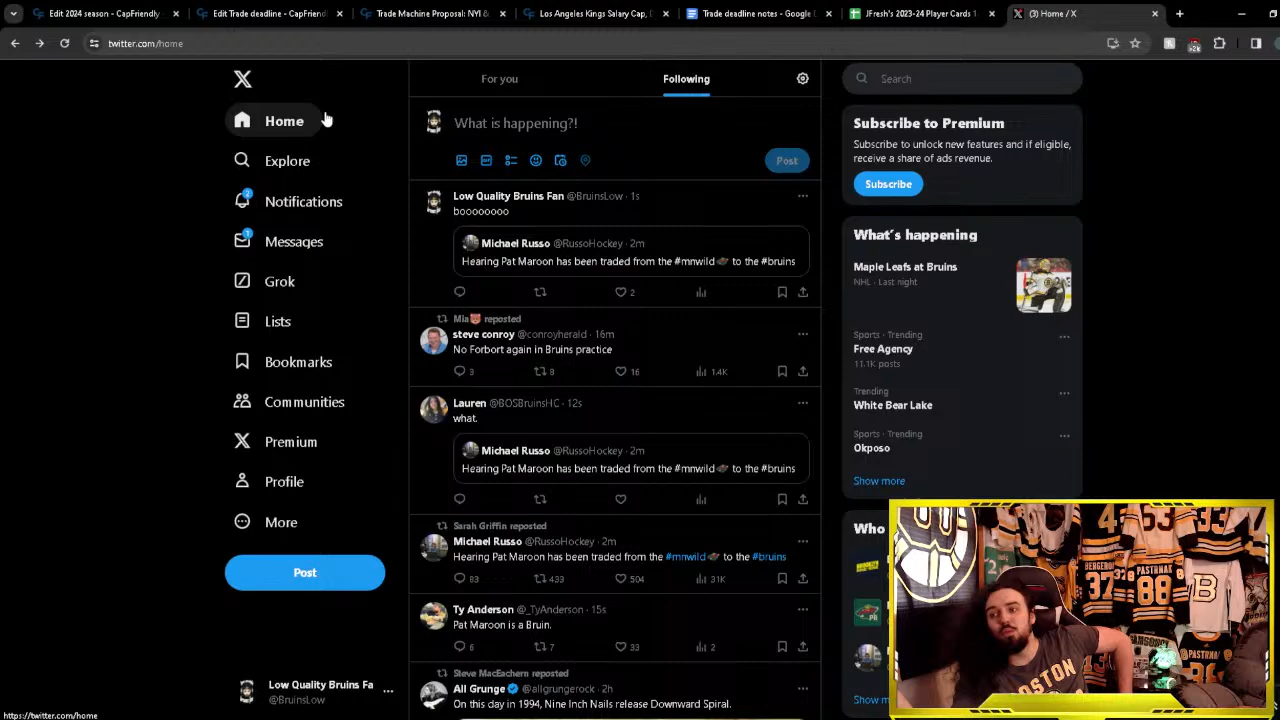 Edit 2024 season - CapFriendly
Edit Trade deadline - CapFriend
Trade Machine Proposal: NYI &
Los Angeles Kings Salary Cap,
Trade deadline notes - Google
JFresh's 2023-24 Player Cards
(3) Home / X
twitter.com/home
Home
Explore
2
Notifications
1
Messages
Grok
Lists
Bookmarks
Communities
Premium
Profile
More
Post
Low Quality Bruins Fa
@BruinsLow
https://twitter.com/home
For you
Following
What is happening?!
Post
Low Quality Bruins Fan @BruinsLow · 1s
booooooooo
Michael Russo @RussoHockey · 2m
Hearing Pat Maroon has been traded from the #mnwild to the #bruins
2
Mia reposted
steve conroy @conroyherald · 16m
No Forbort again in Bruins practice
3 8 16 1.4K
Lauren @BOSBruinsHC · 12s
what.
Michael Russo @RussoHockey · 2m
Hearing Pat Maroon has been traded from the #mnwild to the #bruins
Sarah Griffin reposted
Michael Russo @RussoHockey · 2m
Hearing Pat Maroon has been traded from the #mnwild to the #bruins
83 433 504 31K
Ty Anderson @_TyAnderson · 15s
Pat Maroon is a Bruin.
6 7 33 2
Steve MacEachern reposted
All Grunge @allgrungerock · 2h
On this day in 1994, Nine Inch Nails release Downward Spiral.
Search
Subscribe to Premium
Subscribe to unlock new features and if eligible,
receive a share of ads revenue.
Subscribe
What's happening
Maple Leafs at Bruins
NHL · Last night
Sports · Trending
Free Agency
11.1K posts
Trending
White Bear Lake
Sports · Trending
Okposo
Show more
Who
Show m
B
BERGERON
37
PASTRNAK
88
B
PASTRNAK
BOSTON